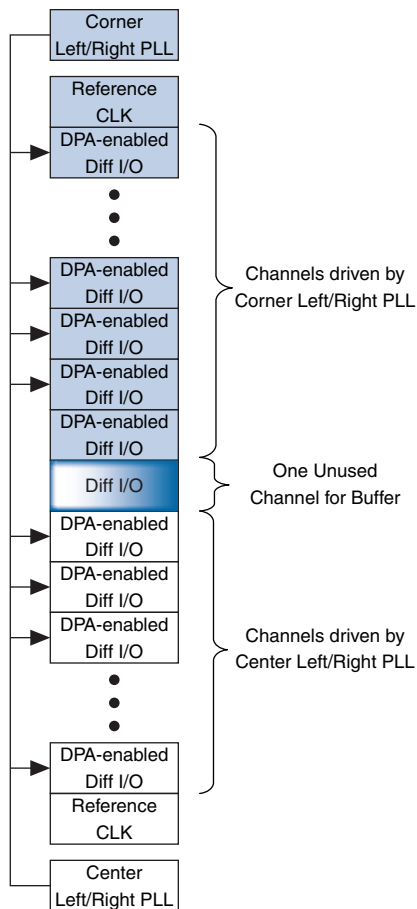 Corner
Left/Right PLL
Reference
CLK
DPA-enabled
Diff I/O
DPA-enabled
Diff I/O
DPA-enabled
Diff I/O
DPA-enabled
Diff I/O
DPA-enabled
Diff I/O
Channels driven by
Corner Left/Right PLL
Diff I/O
One Unused
Channel for Buffer
DPA-enabled
Diff I/O
DPA-enabled
Diff I/O
DPA-enabled
Diff I/O
Channels driven by
Center Left/Right PLL
DPA-enabled
Diff I/O
Reference
CLK
Center
Left/Right PLL